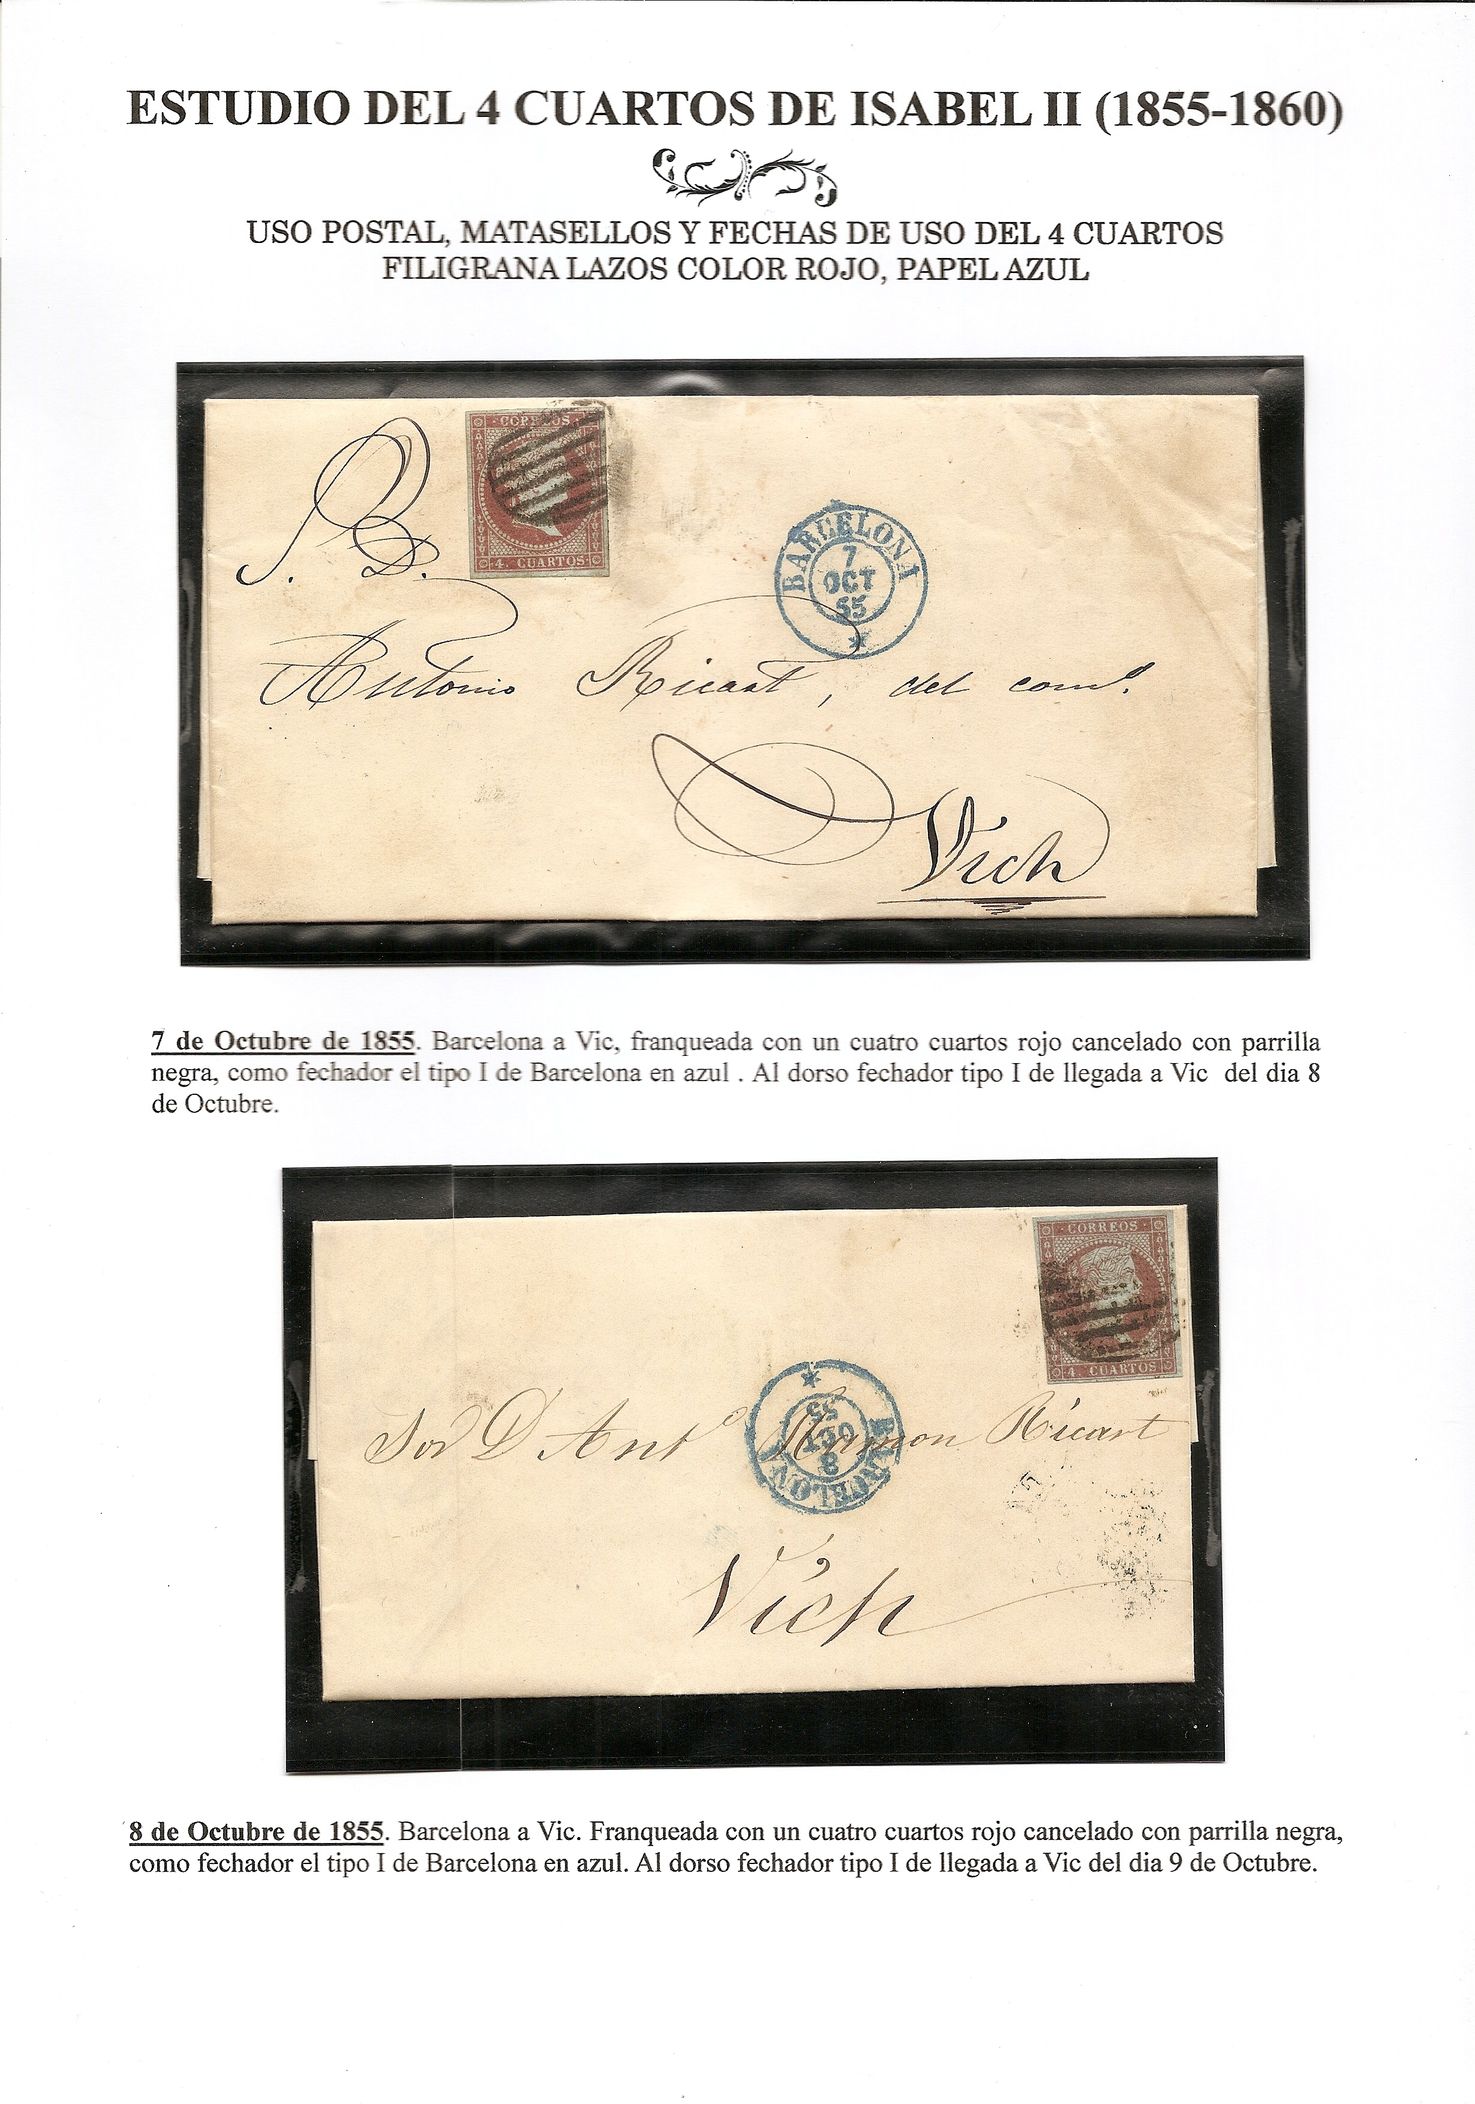 ESTUDIO DEL 4 CUARTOS DE ISABEL II (1855-1860)
USO POSTAL, MATASELLOS Y FECHAS DE USO DEL 4 CUARTOS
FILIGRANA LAZOS COLOR ROJO, PAPEL AZUL
CORREOS
4. CUARTOS
BARCELONA
7
OCT
55
S. D.
Antonio Ricart, del comº.
Vich
7 de Octubre de 1855. Barcelona a Vic, franqueada con un cuatro cuartos rojo cancelado con parrilla
negra, como fechador el tipo I de Barcelona en azul . Al dorso fechador tipo I de llegada a Vic del dia 8
de Octubre.
CORREOS
4. CUARTOS
BARCELONA
8
OCT
55
Sor D Antº Ramon Ricart
Vich
8 de Octubre de 1855. Barcelona a Vic. Franqueada con un cuatro cuartos rojo cancelado con parrilla negra,
como fechador el tipo I de Barcelona en azul. Al dorso fechador tipo I de llegada a Vic del dia 9 de Octubre.